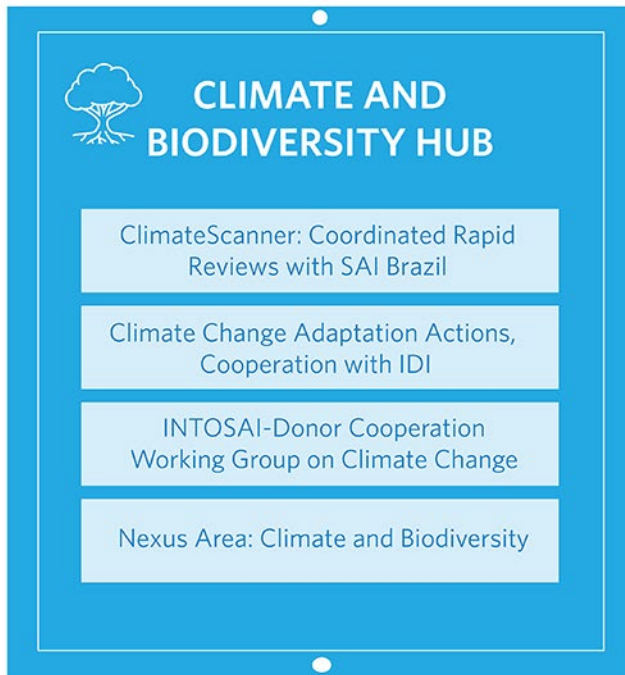 CLIMATE AND
BIODIVERSITY HUB
ClimateScanner: Coordinated Rapid
Reviews with SAI Brazil
Climate Change Adaptation Actions,
Cooperation with IDI
INTOSAI-Donor Cooperation
Working Group on Climate Change
Nexus Area: Climate and Biodiversity